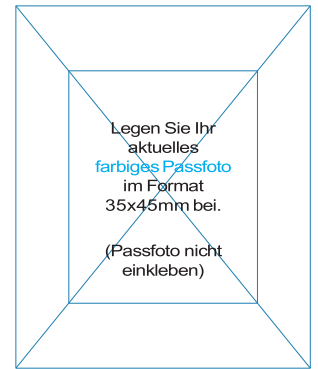 Legen Sie Ihr
aktuelles
farbiges Passfoto
im Format
35x45mm bei.
(Passfoto nicht
einkleben)